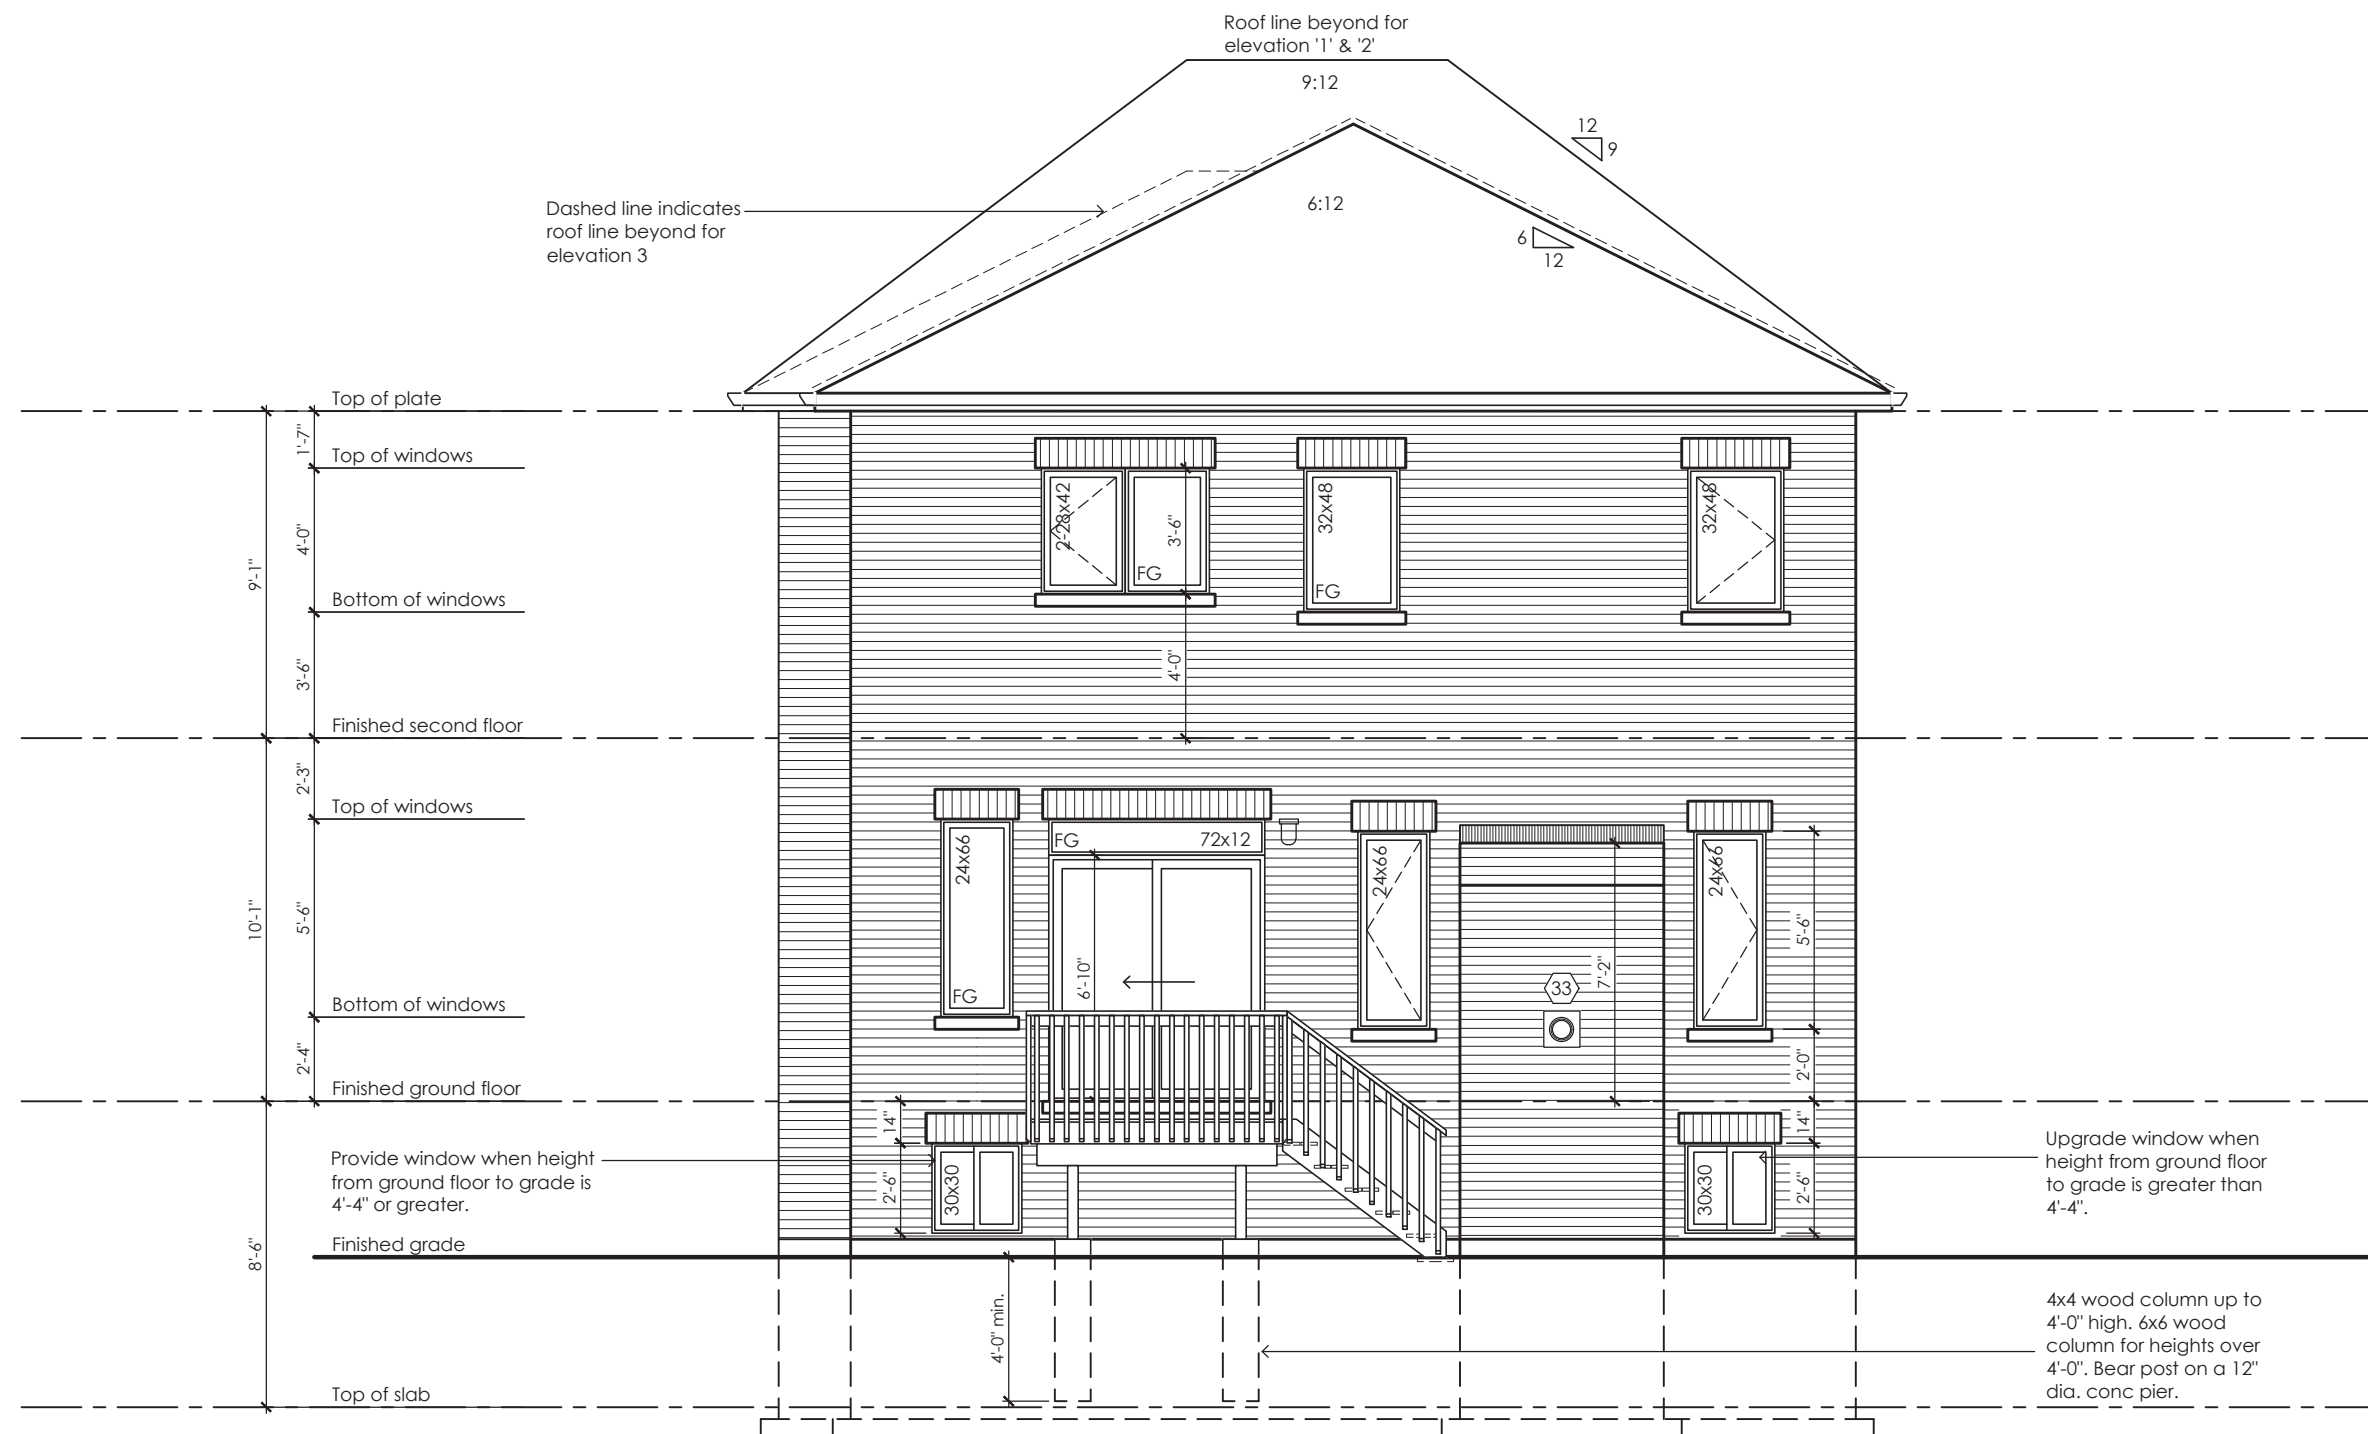 Roof line beyond for
elevation '1' & '2'
9:12
12
9
Dashed line indicates
roof line beyond for
elevation 3
6:12
6
12
Top of plate
1'-7"
Top of windows
4'-0"
9'-1"
Bottom of windows
3'-6"
Finished second floor
2-28x42
3'-6"
FG
32x48
FG
32x48
4'-0"
2'-3"
Top of windows
10'-1"
5'-6"
Bottom of windows
2'-4"
Finished ground floor
24x66
FG
FG
72x12
6'-10"
24x66
33
7'-2"
24x66
5'-6"
2'-0"
14"
2'-6"
30x30
30x30
14"
2'-6"
Provide window when height
from ground floor to grade is
4'-4" or greater.
Upgrade window when
height from ground floor
to grade is greater than
4'-4".
Finished grade
8'-6"
4'-0" min.
Top of slab
4x4 wood column up to
4'-0" high. 6x6 wood
column for heights over
4'-0". Bear post on a 12"
dia. conc pier.